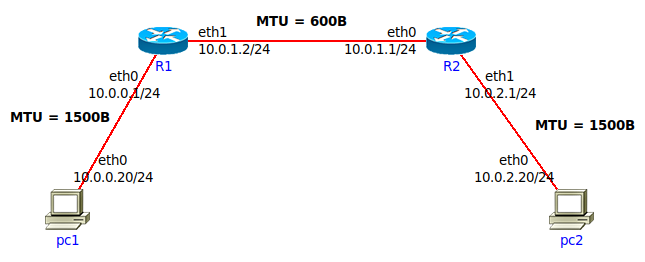 MTU = 600B
eth1
10.0.1.2/24
eth0
10.0.1.1/24
R1
R2
eth0
10.0.0.1/24
MTU = 1500B
eth1
10.0.2.1/24
MTU = 1500B
eth0
10.0.0.20/24
eth0
10.0.2.20/24
pc1
pc2